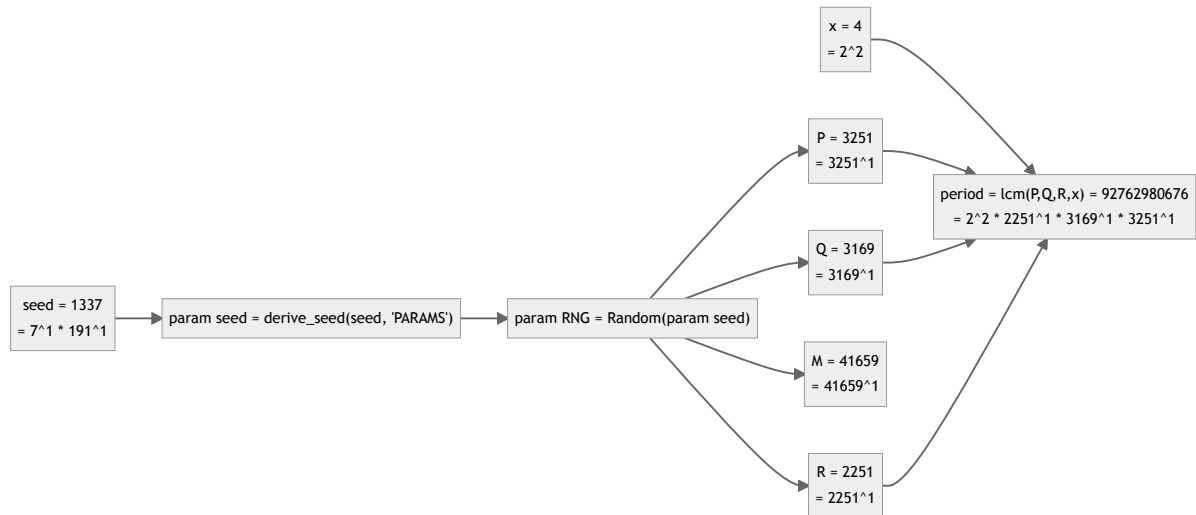 x = 4
= 2^2
P = 3251
= 3251^1
period = lcm(P,Q,R,x) = 92762980676
= 2^2 * 2251^1 * 3169^1 * 3251^1
Q = 3169
= 3169^1
seed = 1337
= 7^1 * 191^1
param seed = derive_seed(seed, 'PARAMS')
param RNG = Random(param seed)
M = 41659
= 41659^1
R = 2251
= 2251^1